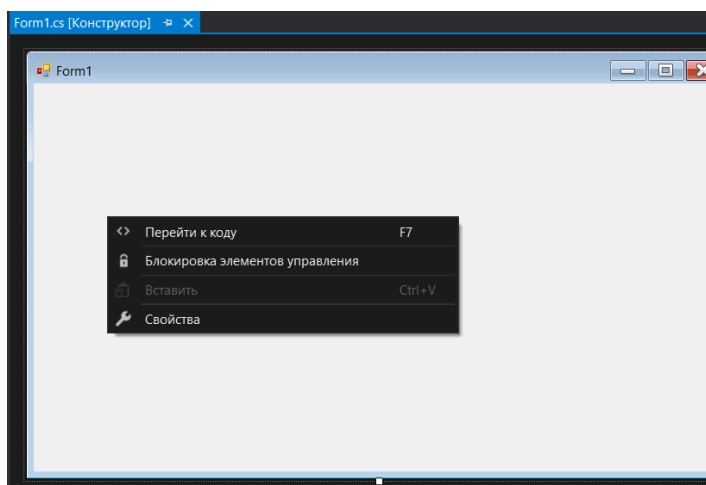 Form1.cs [Конструктор]
Form1
Перейти к коду F7
Блокировка элементов управления
Вставить Ctrl+V
Свойства